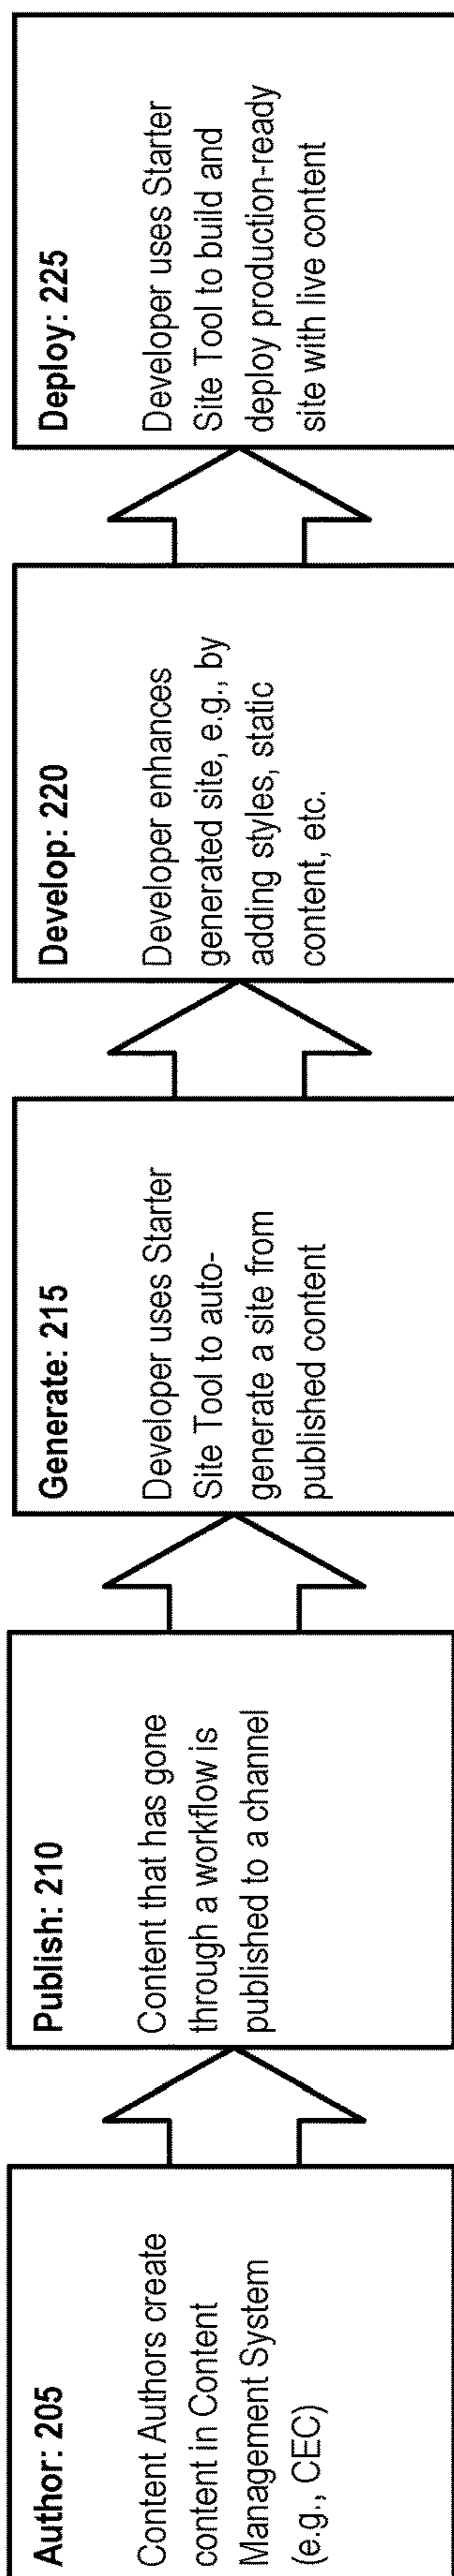 Author: 205
Content Authors create
content in Content
Management System
(e.g., CEC)
Publish: 210
Content that has gone
through a workflow is
published to a channel
Generate: 215
Developer uses Starter
Site Tool to auto-
generate a site from
published content
Develop: 220
Developer enhances
generated site, e.g., by
adding styles, static
content, etc.
Deploy: 225
Developer uses Starter
Site Tool to build and
deploy production-ready
site with live content